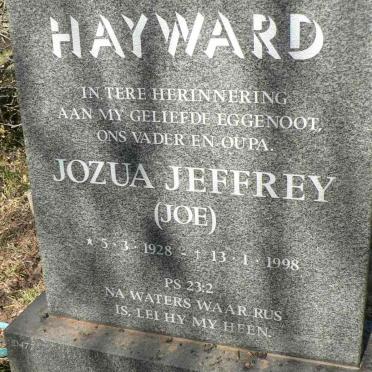 HAYWARD
IN TERE HERINNERING
AAN MY GELIEFDE EGGENOOT,
ONS VADER EN OUPA.
JOZUA JEFFREY
(JOE)
★ 5·3·1928 - † 13·1·1998
PS 23:2
NA WATERS WAAR RUS
IS, LEI HY MY HEEN.